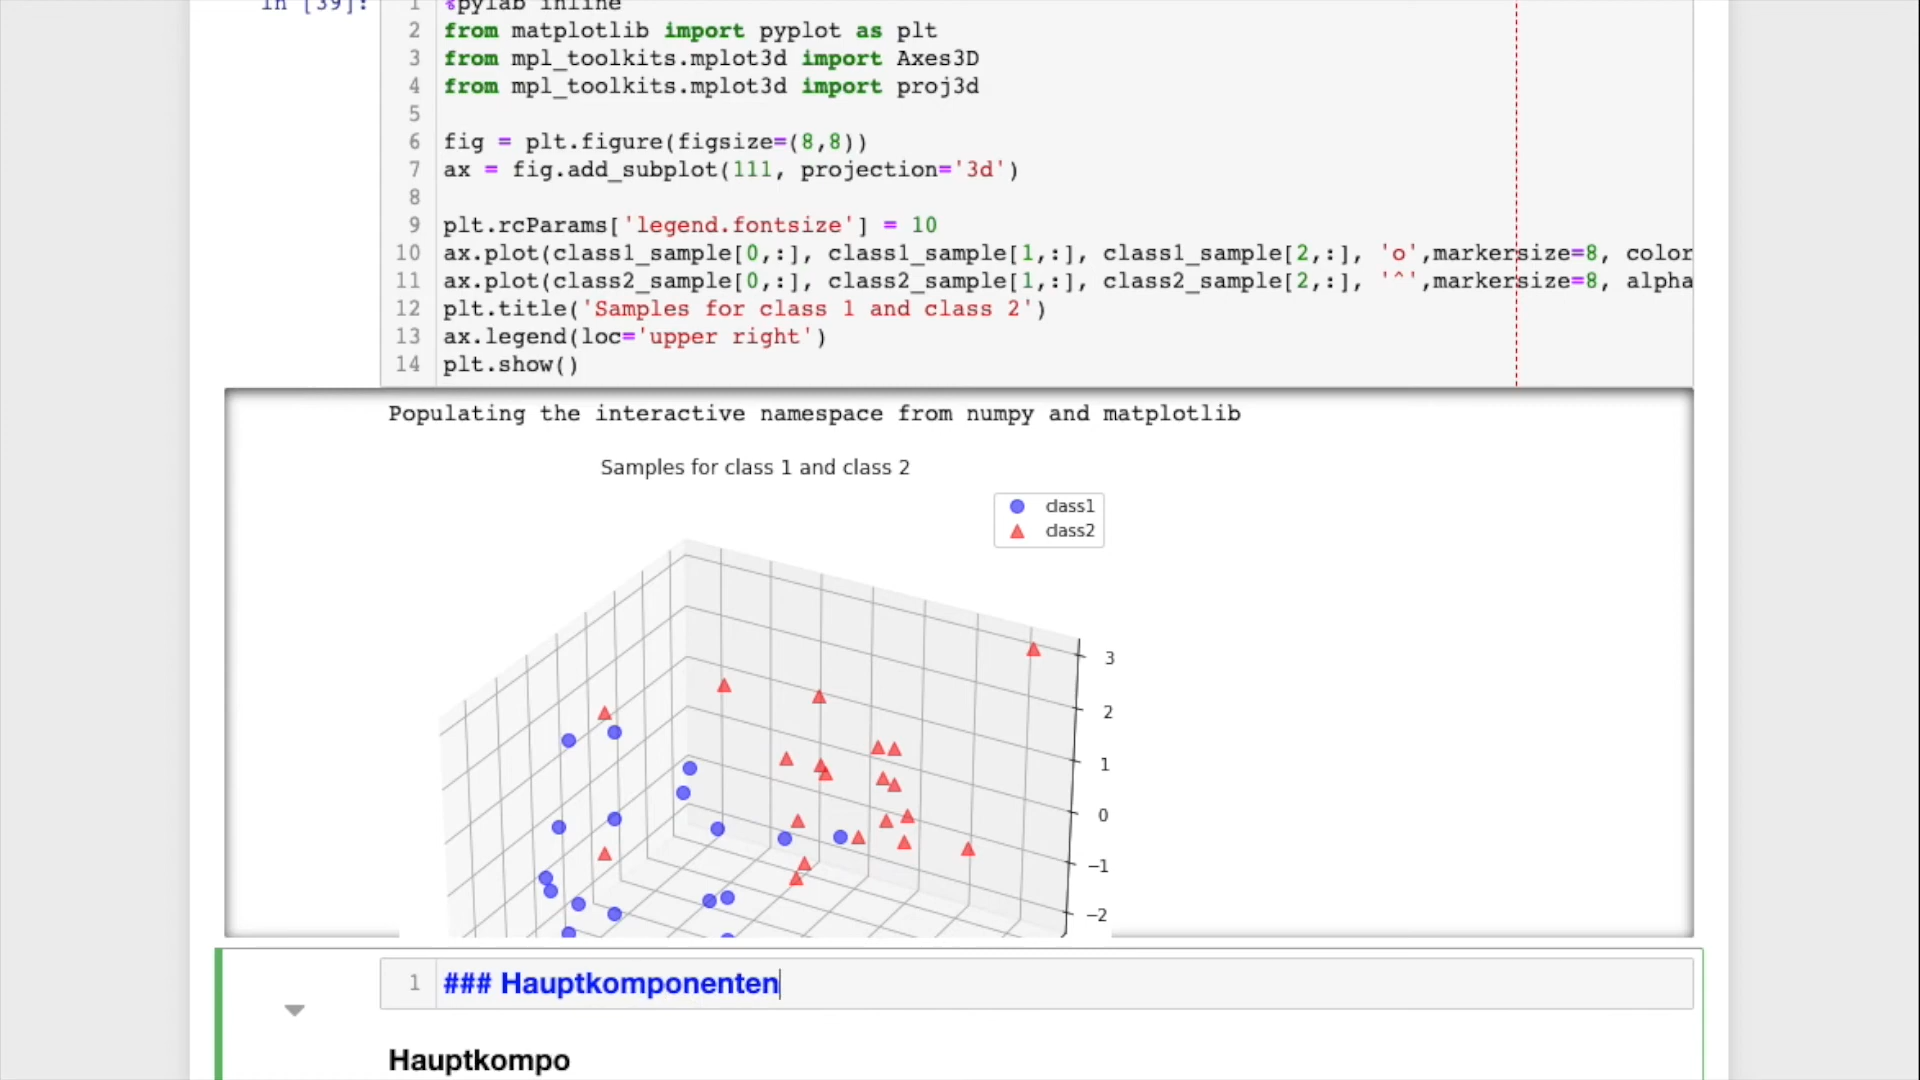 In [39]:
1 %pylab inline
2 from matplotlib import pyplot as plt
3 from mpl_toolkits.mplot3d import Axes3D
4 from mpl_toolkits.mplot3d import proj3d
5
6 fig = plt.figure(figsize=(8,8))
7 ax = fig.add_subplot(111, projection='3d')
8
9 plt.rcParams['legend.fontsize'] = 10
10 ax.plot(class1_sample[0,:], class1_sample[1,:], class1_sample[2,:], 'o',markersize=8, color
11 ax.plot(class2_sample[0,:], class2_sample[1,:], class2_sample[2,:], '^',markersize=8, alpha
12 plt.title('Samples for class 1 and class 2')
13 ax.legend(loc='upper right')
14 plt.show()
Populating the interactive namespace from numpy and matplotlib
Samples for class 1 and class 2
class1
class2
3
2
1
0
−1
−2
1 ### Hauptkomponenten
Hauptkompo